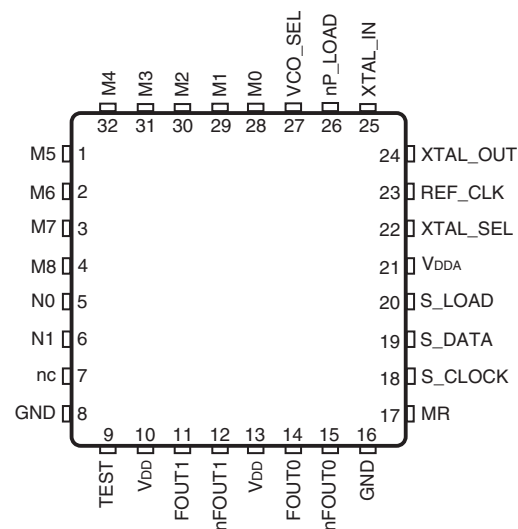 M4 M3 M2 M1 M0 VCO_SEL nP_LOAD XTAL_IN
32 31 30 29 28 27 26 25
M5 1 24 XTAL_OUT
M6 2 23 REF_CLK
M7 3 22 XTAL_SEL
M8 4 21 VDDA
N0 5 20 S_LOAD
N1 6 19 S_DATA
nc 7 18 S_CLOCK
GND 8 17 MR
9 10 11 12 13 14 15 16
TEST VDD FOUT1 nFOUT1 VDD FOUT0 nFOUT0 GND